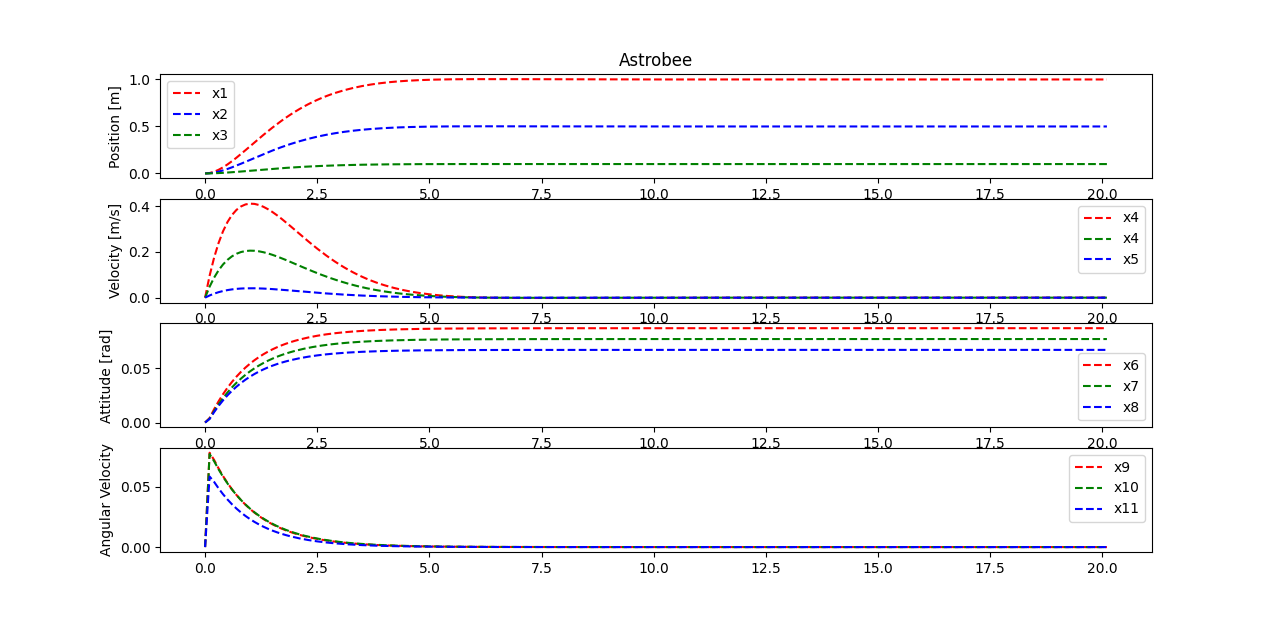 Astrobee
Position [m]
1.0
0.5
0.0
x1
x2
x3
0.0 2.5 5.0 7.5 10.0 12.5 15.0 17.5 20.0
Velocity [m/s]
0.4
0.2
0.0
x4
x4
x5
0.0 2.5 5.0 7.5 10.0 12.5 15.0 17.5 20.0
Attitude [rad]
0.05
0.00
x6
x7
x8
0.0 2.5 5.0 7.5 10.0 12.5 15.0 17.5 20.0
Angular Velocity
0.05
0.00
x9
x10
x11
0.0 2.5 5.0 7.5 10.0 12.5 15.0 17.5 20.0